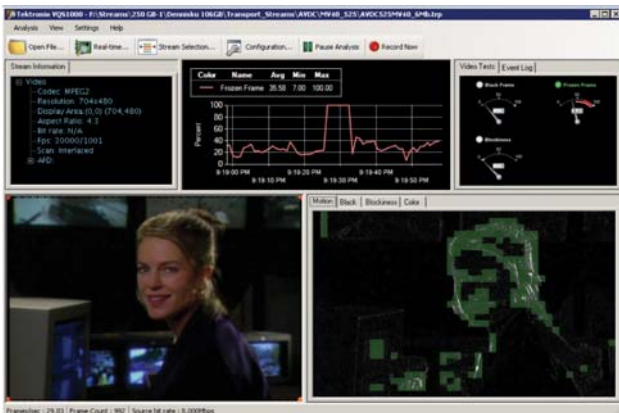 Tektronix VQS1000 - F:\Streams\250 GB-1\Dennisku 106GB\Transport_Streams\AVDC\MV40_525\AVDC525MV40_6Mb.trp
Analysis View Settings Help
Open File... Real-time... Stream Selection... Configuration... Pause Analysis Record Now
Stream Information
Video
Codec: MPEG2
Resolution: 704x480
Display Area: (0,0) (704,480)
Aspect Ratio: 4:3
Bit rate: N/A
Fps: 30000/1001
Scan: Interlaced
AFD:
Color Name Avg Min Max
Frozen Frame 35.58 7.00 100.00
Percent
100
80
60
40
20
0
9:19:00 PM 9:19:20 PM 9:19:40 PM
9:19:10 PM 9:19:30 PM 9:19:50 PM
Video Tests Event Log
Black Frame Frozen Frame
Blockiness
Motion Black Blockiness Color
Frames/sec : 29.83 Frame Count : 992 Source bit rate : 8.000Mbps